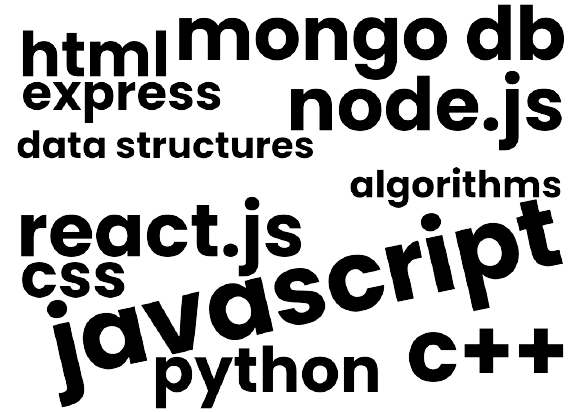 html
mongo db
express
node.js
data structures
algorithms
react.js
css
javascript
python
c++